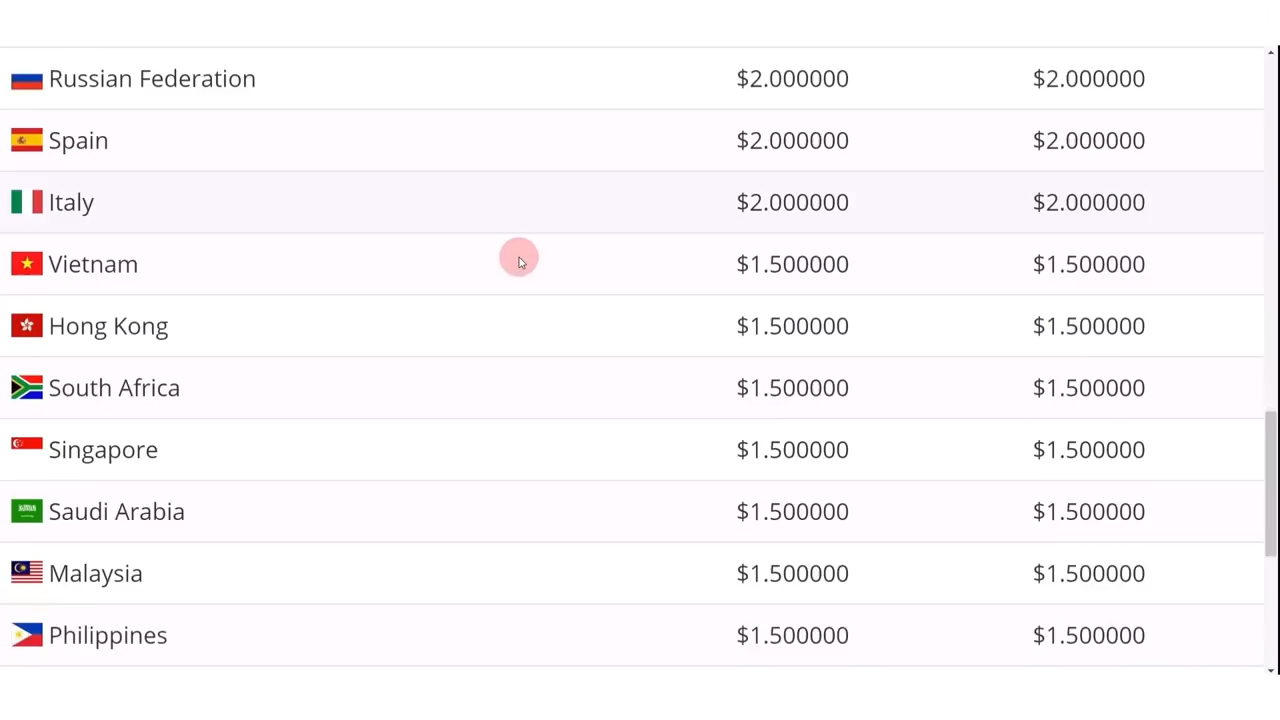 Russian Federation $2.000000 $2.000000
Spain $2.000000 $2.000000
Italy $2.000000 $2.000000
Vietnam $1.500000 $1.500000
Hong Kong $1.500000 $1.500000
South Africa $1.500000 $1.500000
Singapore $1.500000 $1.500000
Saudi Arabia $1.500000 $1.500000
Malaysia $1.500000 $1.500000
Philippines $1.500000 $1.500000